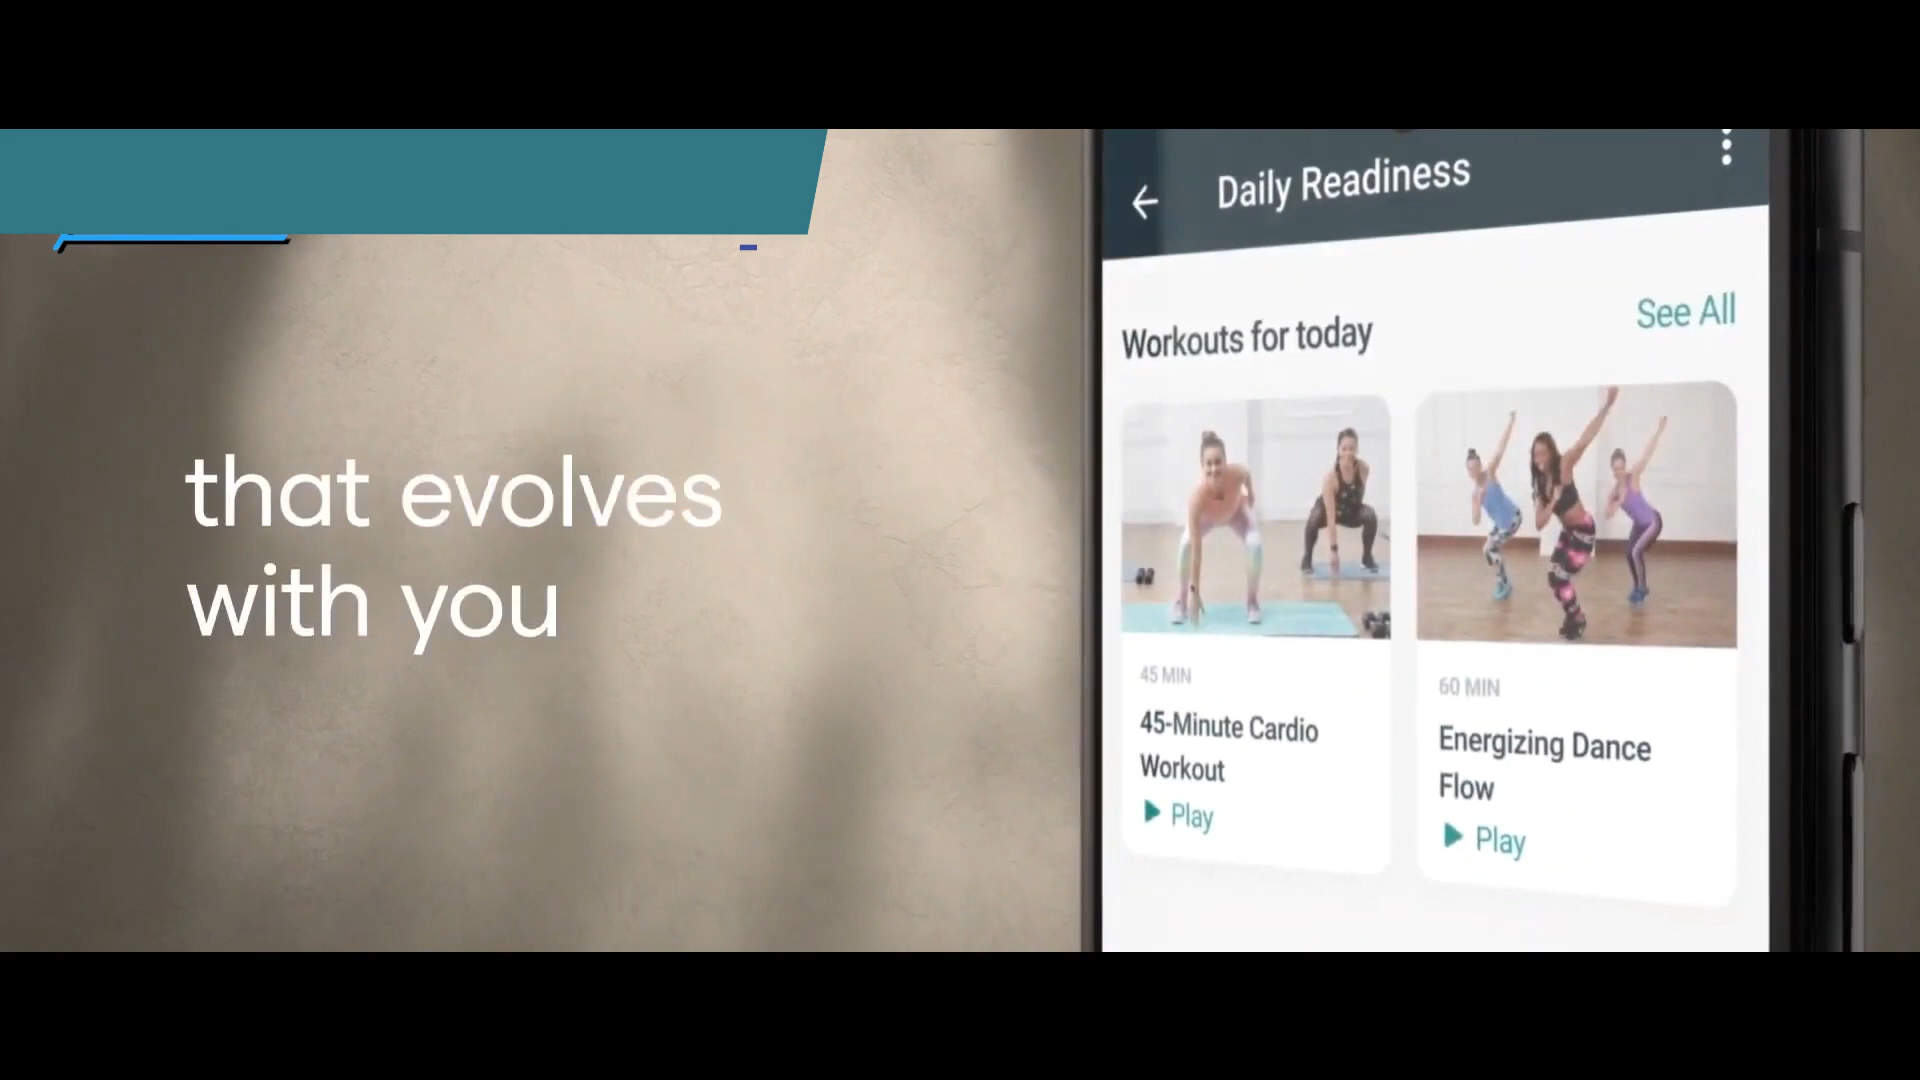 Daily Readiness
Workouts for today
See All
that evolves
with you
45 MIN
45-Minute Cardio
Workout
Play
60 MIN
Energizing Dance
Flow
Play